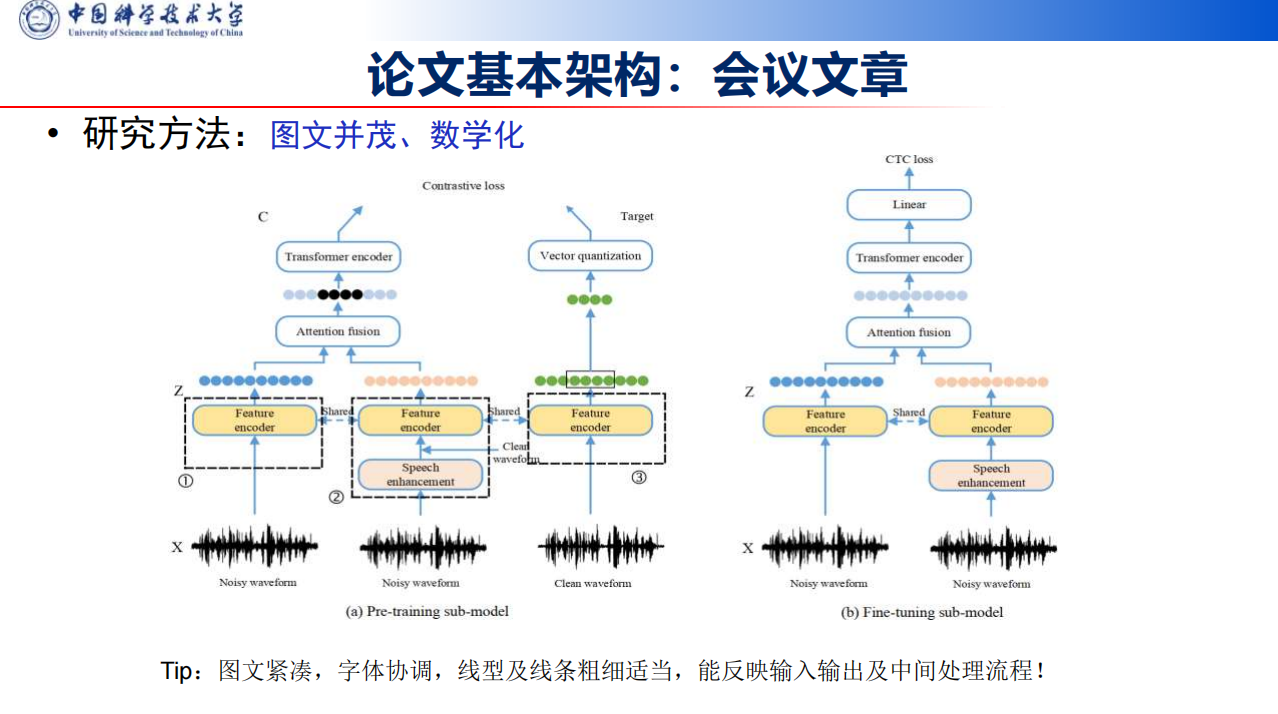 中国科学技术大学
University of Science and Technology of China
论文基本架构：会议文章
• 研究方法：图文并茂、数学化
Contrastive loss
C
Target
Transformer encoder
Vector quantization
Attention fusion
Z
Feature
encoder
Shared
Feature
encoder
Shared
Feature
encoder
Clean
waveform
Speech
enhancement
①
②
③
X
Noisy waveform
Noisy waveform
Clean waveform
(a) Pre-training sub-model
CTC loss
Linear
Transformer encoder
Attention fusion
Z
Feature
encoder
Shared
Feature
encoder
Speech
enhancement
X
Noisy waveform
Noisy waveform
(b) Fine-tuning sub-model
Tip：图文紧凑，字体协调，线型及线条粗细适当，能反映输入输出及中间处理流程！